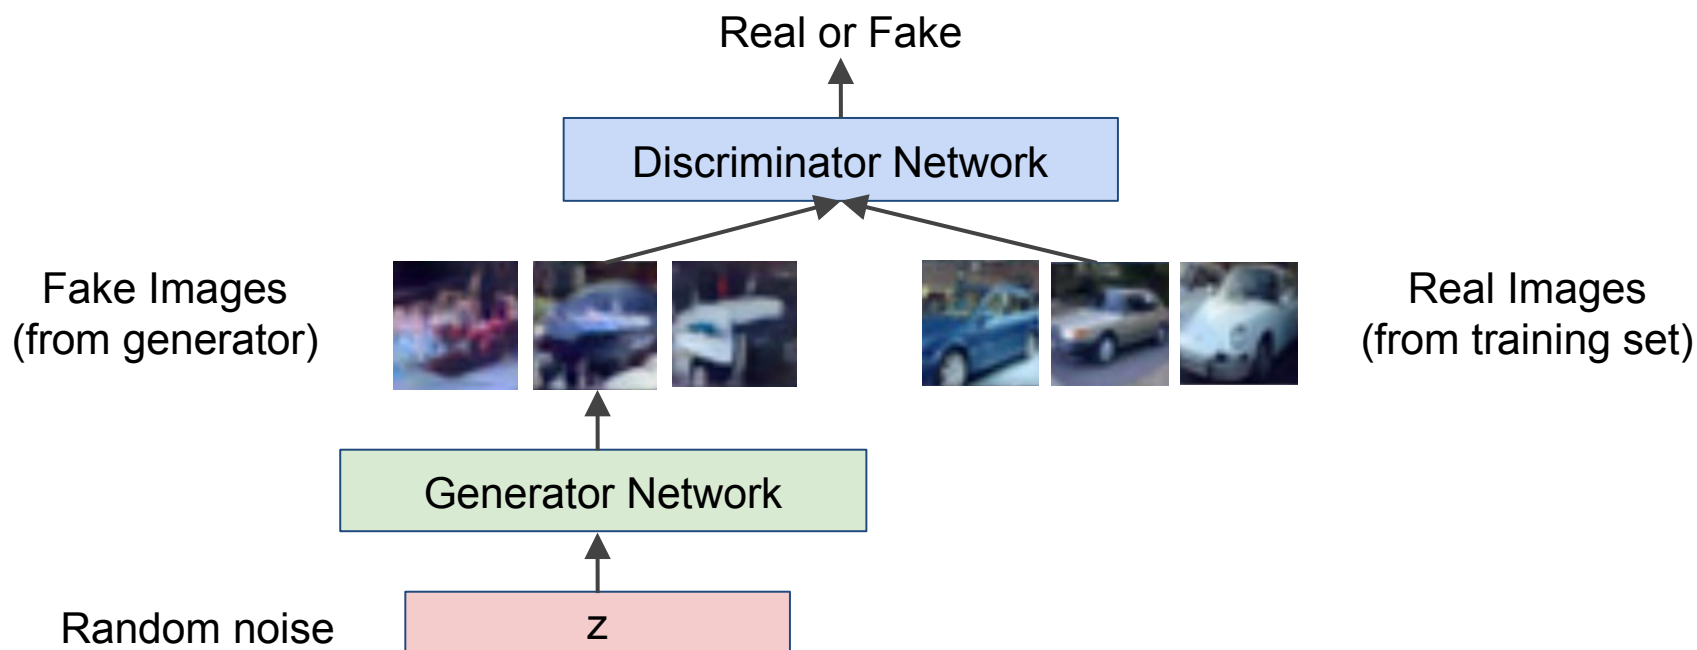 Real or Fake
Discriminator Network
Fake Images
(from generator)
Real Images
(from training set)
Generator Network
Random noise
z